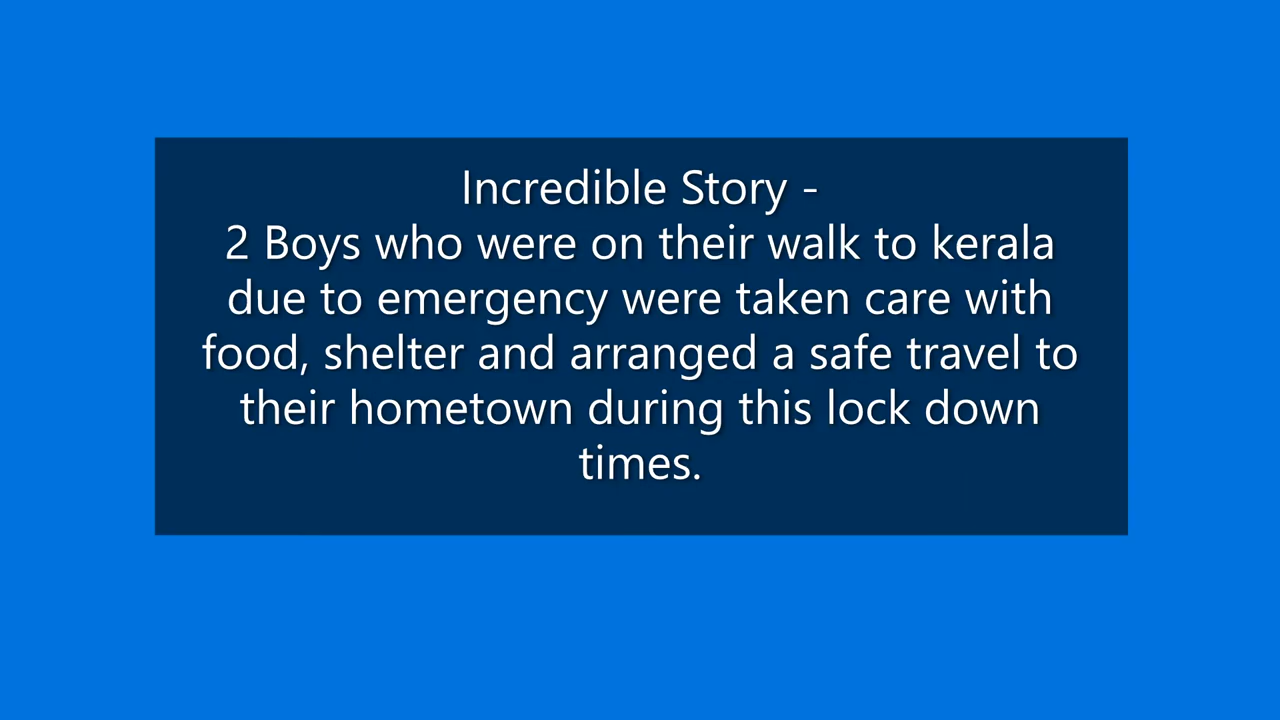 Incredible Story -
2 Boys who were on their walk to kerala
due to emergency were taken care with
food, shelter and arranged a safe travel to
their hometown during this lock down
times.